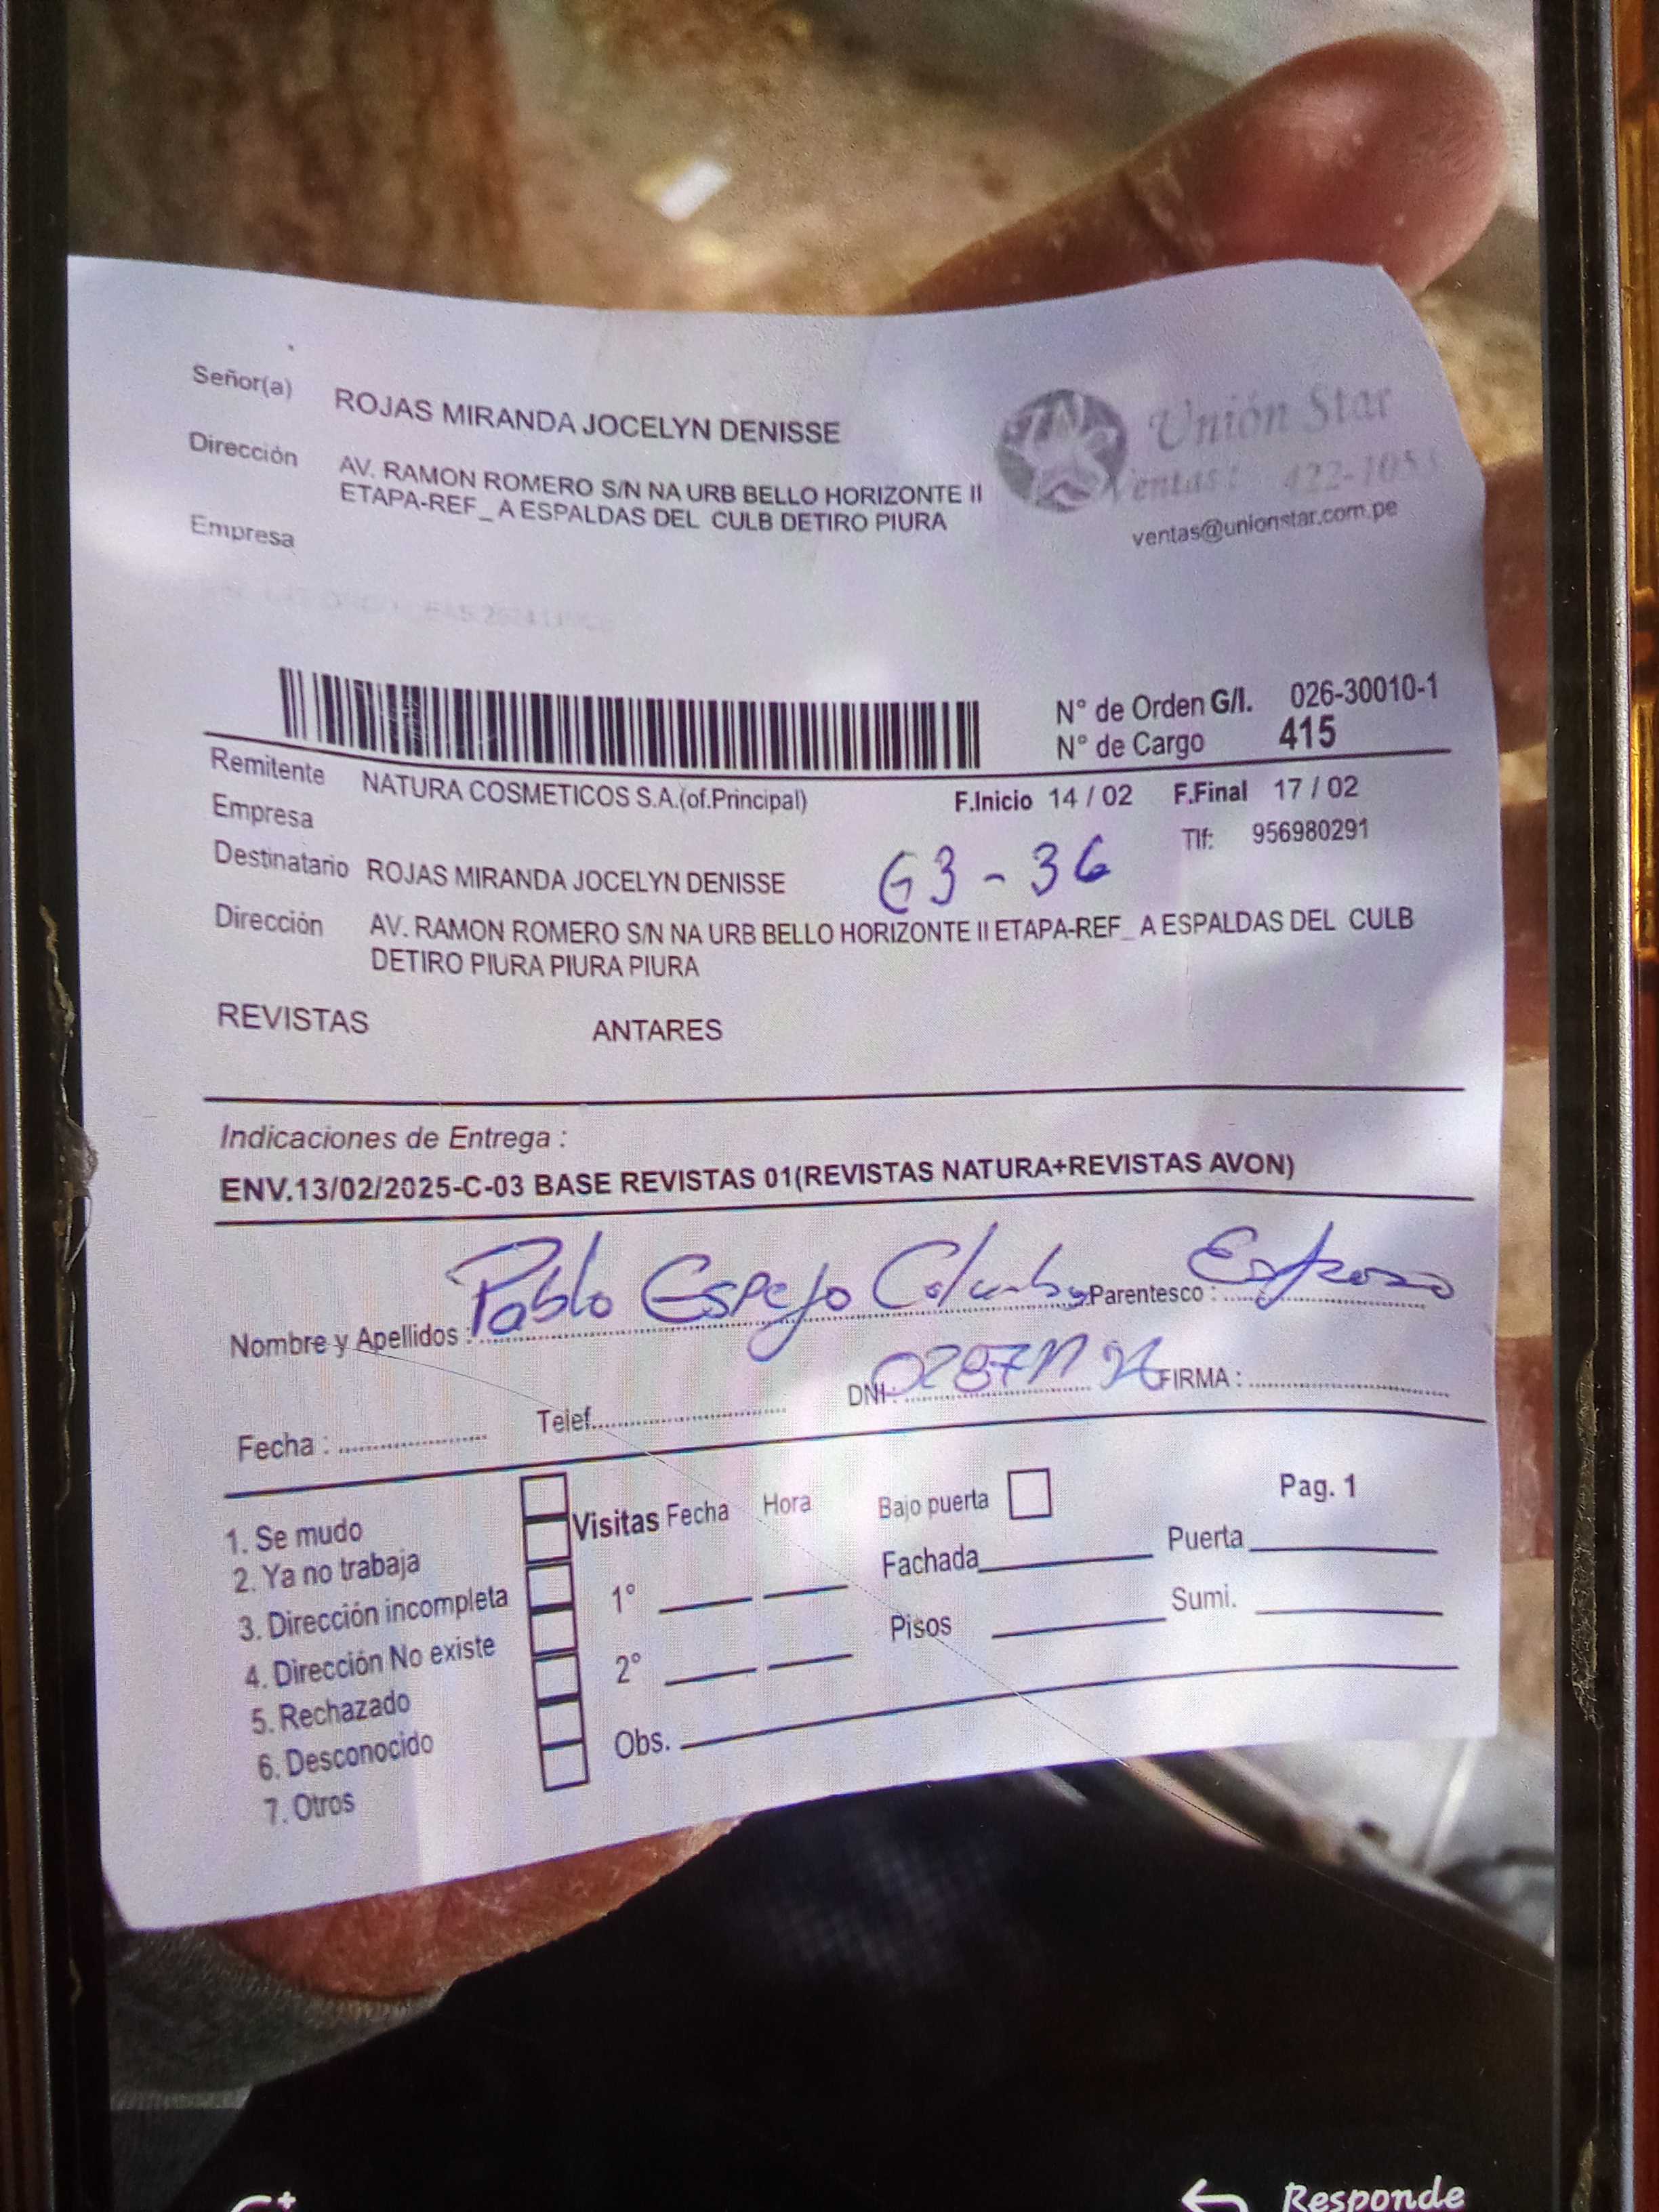 Señor(a) ROJAS MIRANDA JOCELYN DENISSE
Unión Star
Dirección AV. RAMON ROMERO S/N NA URB BELLO HORIZONTE II
ETAPA-REF_ A ESPALDAS DEL CULB DETIRO PIURA
Ventas: 422-105
ventas@unionstar.com.pe
Empresa
N° de Orden G/I. 026-30010-1
N° de Cargo 415
Remitente NATURA COSMETICOS S.A.(of.Principal) F.Inicio 14 / 02 F.Final 17 / 02
Empresa Tlf: 956980291
Destinatario ROJAS MIRANDA JOCELYN DENISSE G3 - 36
Dirección AV. RAMON ROMERO S/N NA URB BELLO HORIZONTE II ETAPA-REF_ A ESPALDAS DEL CULB
DETIRO PIURA PIURA PIURA
REVISTAS ANTARES
Indicaciones de Entrega :
ENV.13/02/2025-C-03 BASE REVISTAS 01(REVISTAS NATURA+REVISTAS AVON)
Nombre y Apellidos : Pablo Espejo Parentesco :
Fecha : Telef. DNI: FIRMA :
1. Se mudo
2. Ya no trabaja
3. Dirección incompleta
4. Dirección No existe
5. Rechazado
6. Desconocido
7. Otros
Visitas Fecha Hora
1°
2°
Obs.
Bajo puerta Pag. 1
Fachada Puerta
Pisos Sumi.
Responde